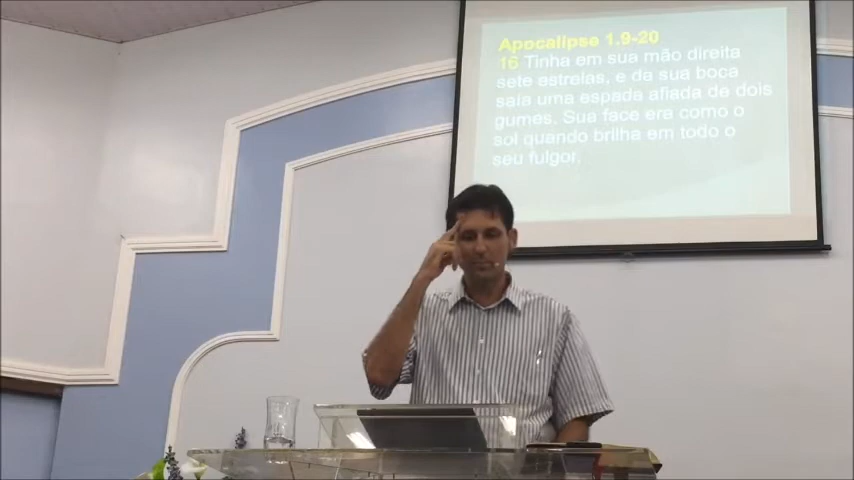 Apocalipse 1.9-20
16 Tinha em sua mão direita
sete estrelas, e da sua boca
saía uma espada afiada de dois
gumes. Sua face era como o
sol quando brilha em todo o
seu fulgor.